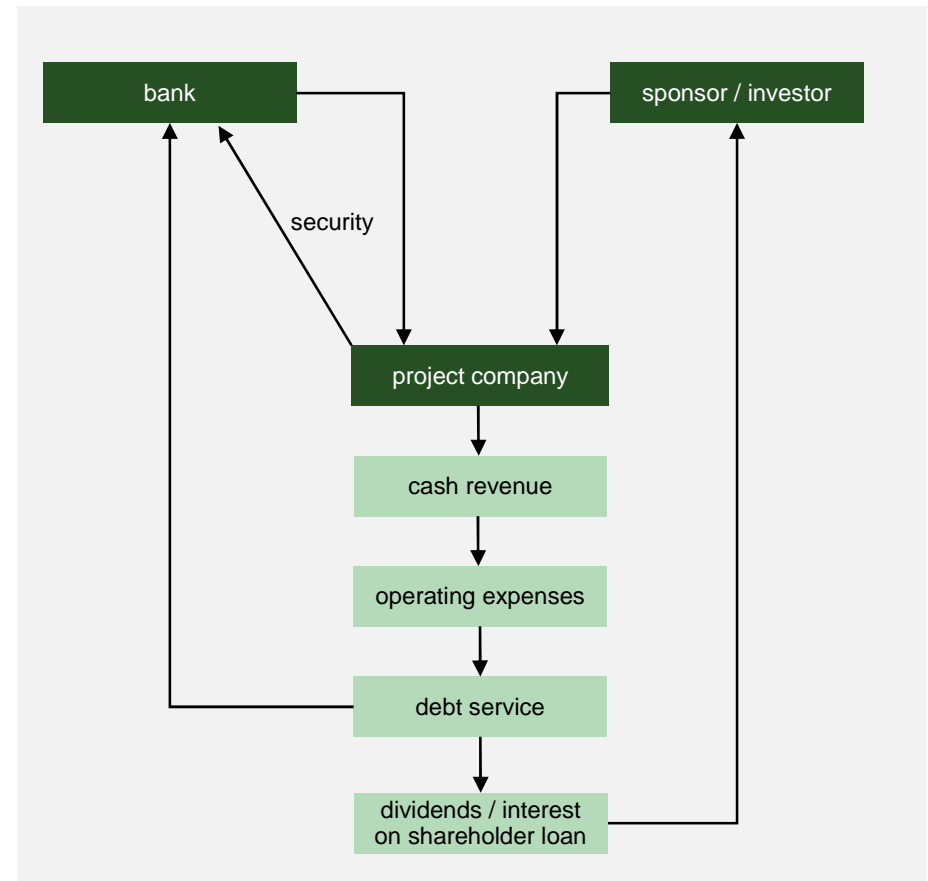 bank
sponsor / investor
security
project company
cash revenue
operating expenses
debt service
dividends / interest
on shareholder loan